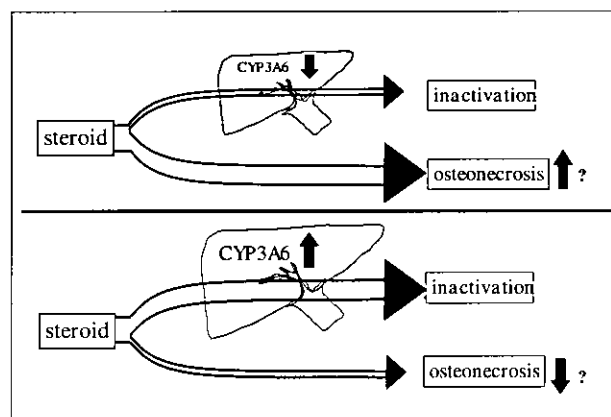 CYP3A6
inactivation
steroid
osteonecrosis ?
CYP3A6
inactivation
steroid
osteonecrosis ?